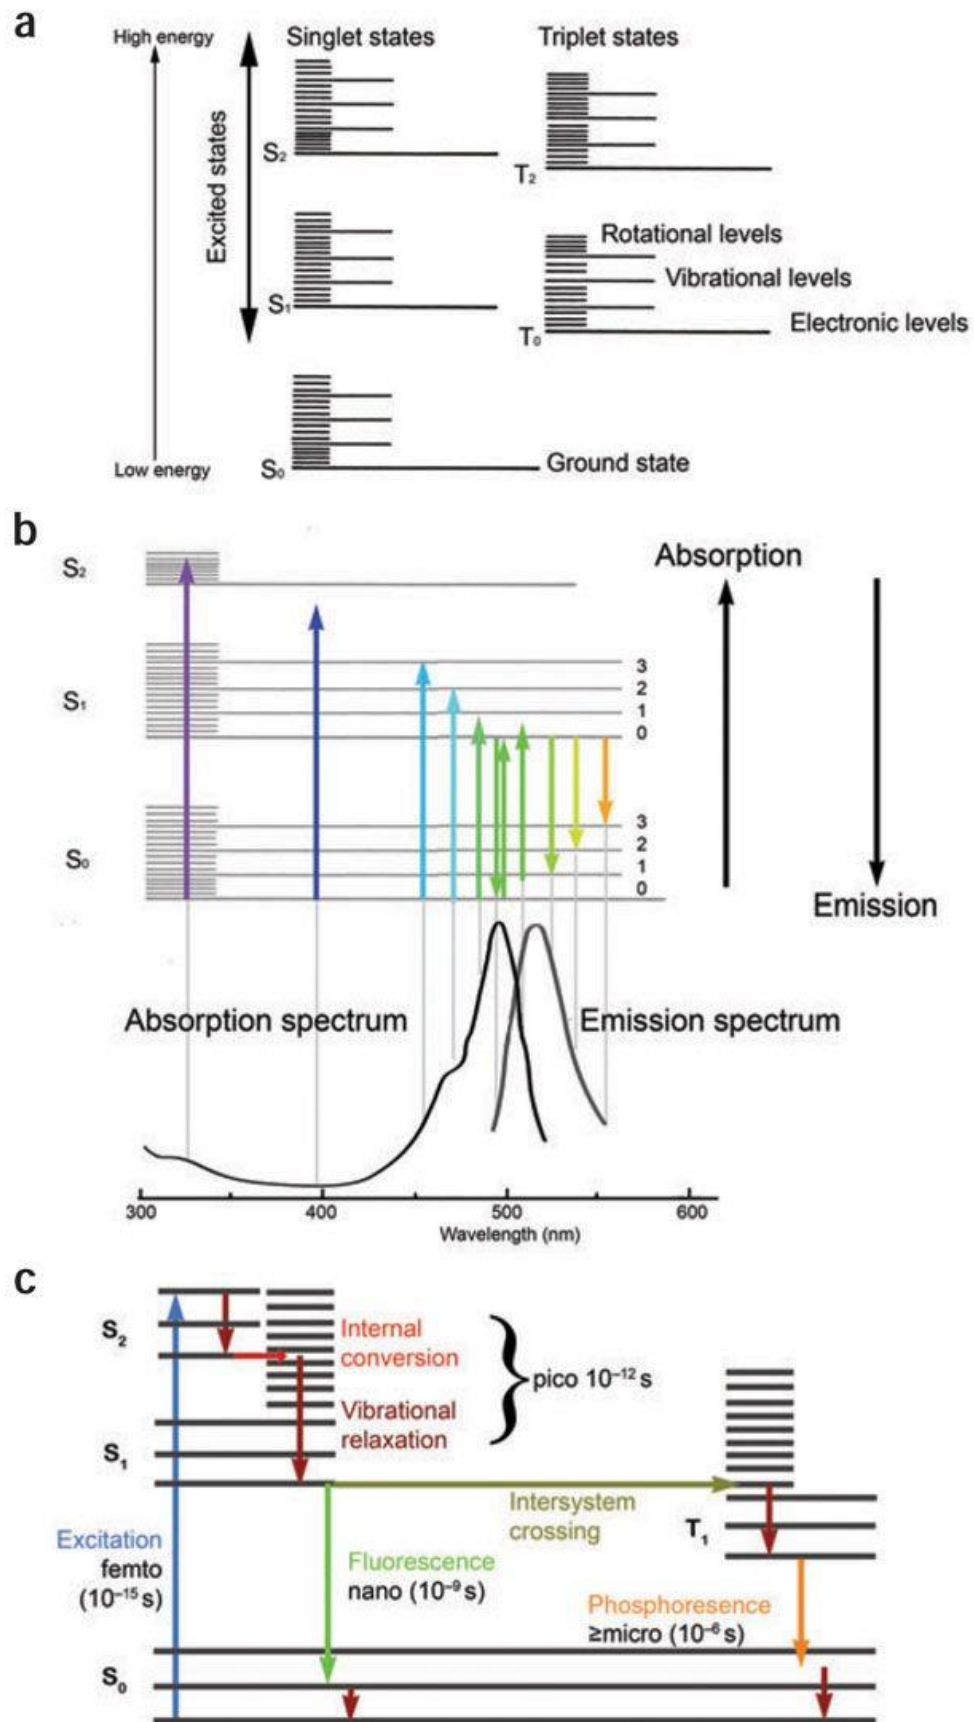 a
High energy
Singlet states
Triplet states
Excited states
S₂
T₂
Rotational levels
Vibrational levels
S₁
Electronic levels
T₀
Low energy
S₀
Ground state
b
S₂
Absorption
3
2
S₁
1
0
3
2
S₀
1
0
Emission
Absorption spectrum
Emission spectrum
300
400
500
600
Wavelength (nm)
c
S₂
Internal
conversion
pico 10⁻¹² s
Vibrational
relaxation
S₁
Intersystem
crossing
T₁
Excitation
femto
(10⁻¹⁵ s)
Fluorescence
nano (10⁻⁹ s)
Phosphoresence
≥micro (10⁻⁶ s)
S₀